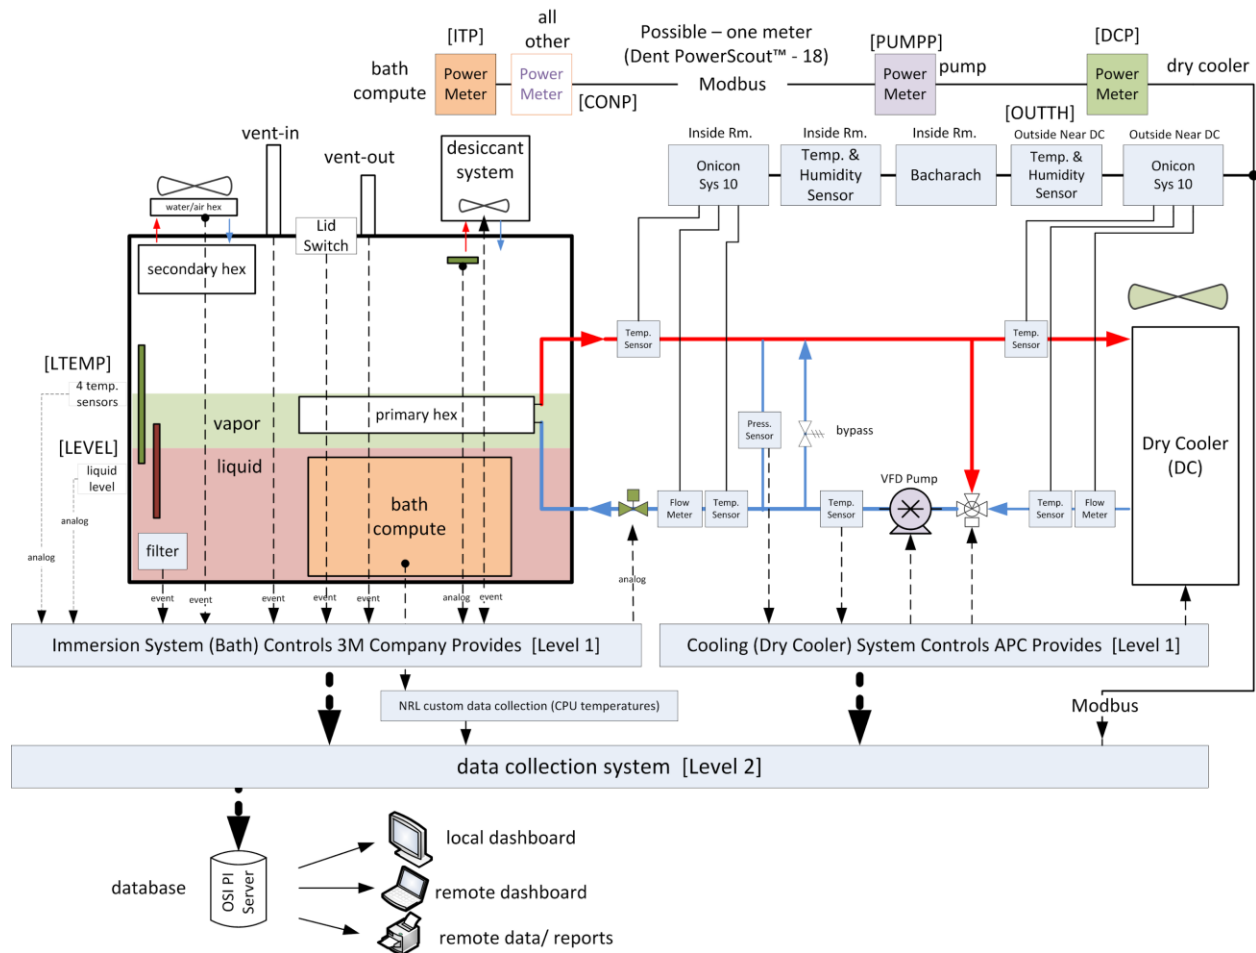 [ITP]
all
other
Possible – one meter
(Dent PowerScout™ - 18)
[PUMPP]
[DCP]
bath
compute
Power
Meter
Power
Meter
[CONP]
Modbus
Power
Meter
pump
Power
Meter
dry cooler
[OUTTH]
vent-in
vent-out
desiccant
system
Inside Rm.
Inside Rm.
Inside Rm.
Outside Near DC
Outside Near DC
Onicon
Sys 10
Temp. &
Humidity
Sensor
Bacharach
Temp. &
Humidity
Sensor
Onicon
Sys 10
water/air hex
Lid
Switch
secondary hex
Temp.
Sensor
Temp.
Sensor
[LTEMP]
4 temp.
sensors
vapor
primary hex
Press.
Sensor
bypass
Dry Cooler
(DC)
[LEVEL]
liquid
level
liquid
bath
compute
VFD Pump
Flow
Meter
Temp.
Sensor
Temp.
Sensor
Temp.
Sensor
Flow
Meter
analog
analog
filter
event
event
event
event
event
analog
event
analog
Immersion System (Bath) Controls 3M Company Provides [Level 1]
Cooling (Dry Cooler) System Controls APC Provides [Level 1]
NRL custom data collection (CPU temperatures)
Modbus
data collection system [Level 2]
database
OSI PI
Server
local dashboard
remote dashboard
remote data/ reports